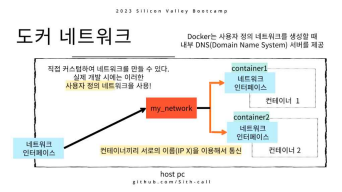 2023 Silicon Valley Bootcamp
도커 네트워크
Docker는 사용자 정의 네트워크를 생성할 때
내부 DNS(Domain Name System) 서버를 제공
직접 커스텀하여 네트워크를 만들 수 있다.
실제 개발 시에는 이러한
사용자 정의 네트워크를 사용!
container1
네트워크
인터페이스
컨테이너 1
my_network
container2
네트워크
인터페이스
컨테이너 2
네트워크
인터페이스
컨테이너끼리 서로의 이름(IP X)을 이용해서 통신
host pc
github.com/Sith-call